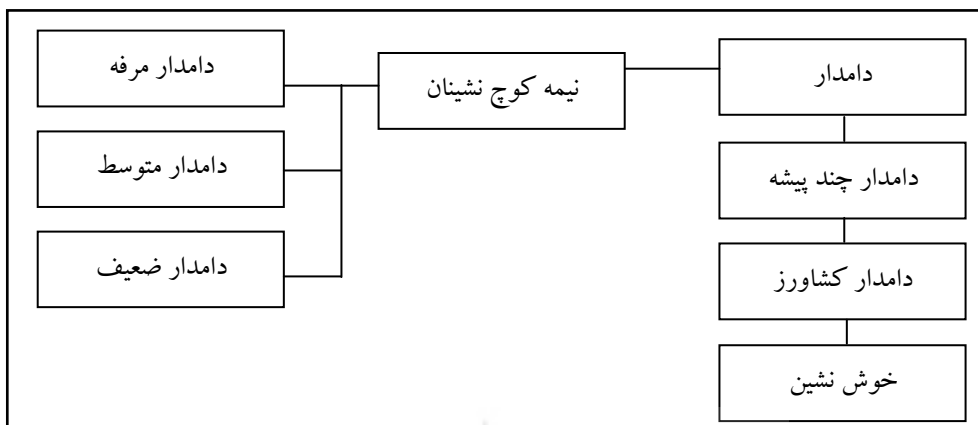 دامدار
دامدار چند پیشه
دامدار کشاورز
خوش نشین
نیمه کوچ نشینان
دامدار مرفه
دامدار متوسط
دامدار ضعیف